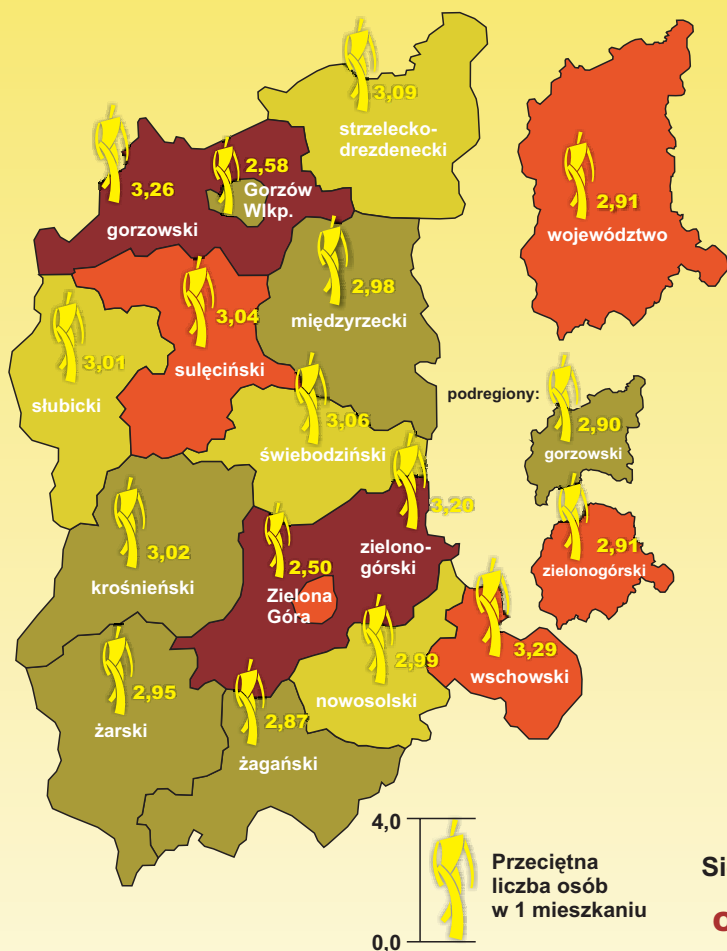 3,09
strzelecko-
drezdenecki
3,26
gorzowski
2,58
Gorzów
Wlkp.
2,91
województwo
2,98
międzyrzecki
3,04
sulęciński
3,01
słubicki
3,06
świebodziński
podregiony:
2,90
gorzowski
3,20
zielono-
górski
2,91
zielonogórski
3,02
krośnieński
2,50
Zielona
Góra
3,29
wschowski
2,99
nowosolski
2,95
żarski
2,87
żagański
4,0
Przeciętna
liczba osób
w 1 mieszkaniu
0,0
Si